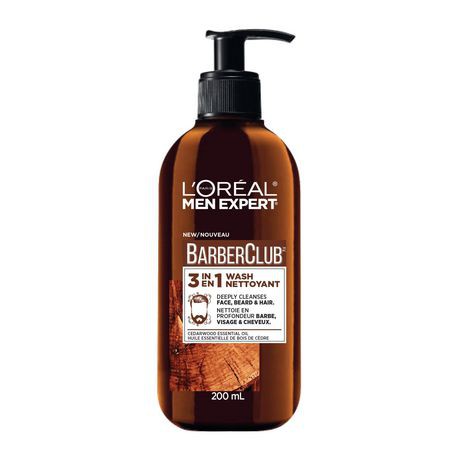 L'ORÉAL
PARIS
MEN EXPERT
NEW/NOUVEAU
BARBERCLUB™
3 IN EN 1 WASH NETTOYANT
DEEPLY CLEANSES
FACE, BEARD & HAIR.
NETTOIE EN
PROFONDEUR BARBE,
VISAGE & CHEVEUX.
CEDARWOOD ESSENTIAL OIL
HUILE ESSENTIELLE DE BOIS DE CÈDRE
200 mL